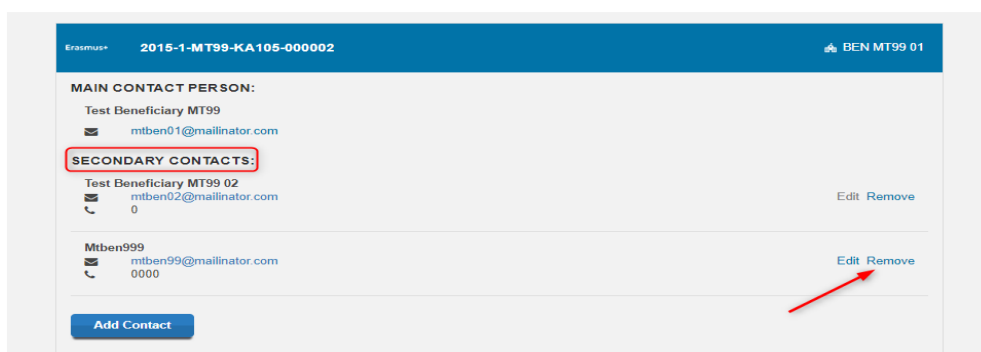 Erasmus+ 2015-1-MT99-KA105-000002 BEN MT99 01
MAIN CONTACT PERSON:
Test Beneficiary MT99
mtben01@mailinator.com
SECONDARY CONTACTS:
Test Beneficiary MT99 02
mtben02@mailinator.com Edit Remove
0
Mtben999
mtben99@mailinator.com Edit Remove
0000
Add Contact